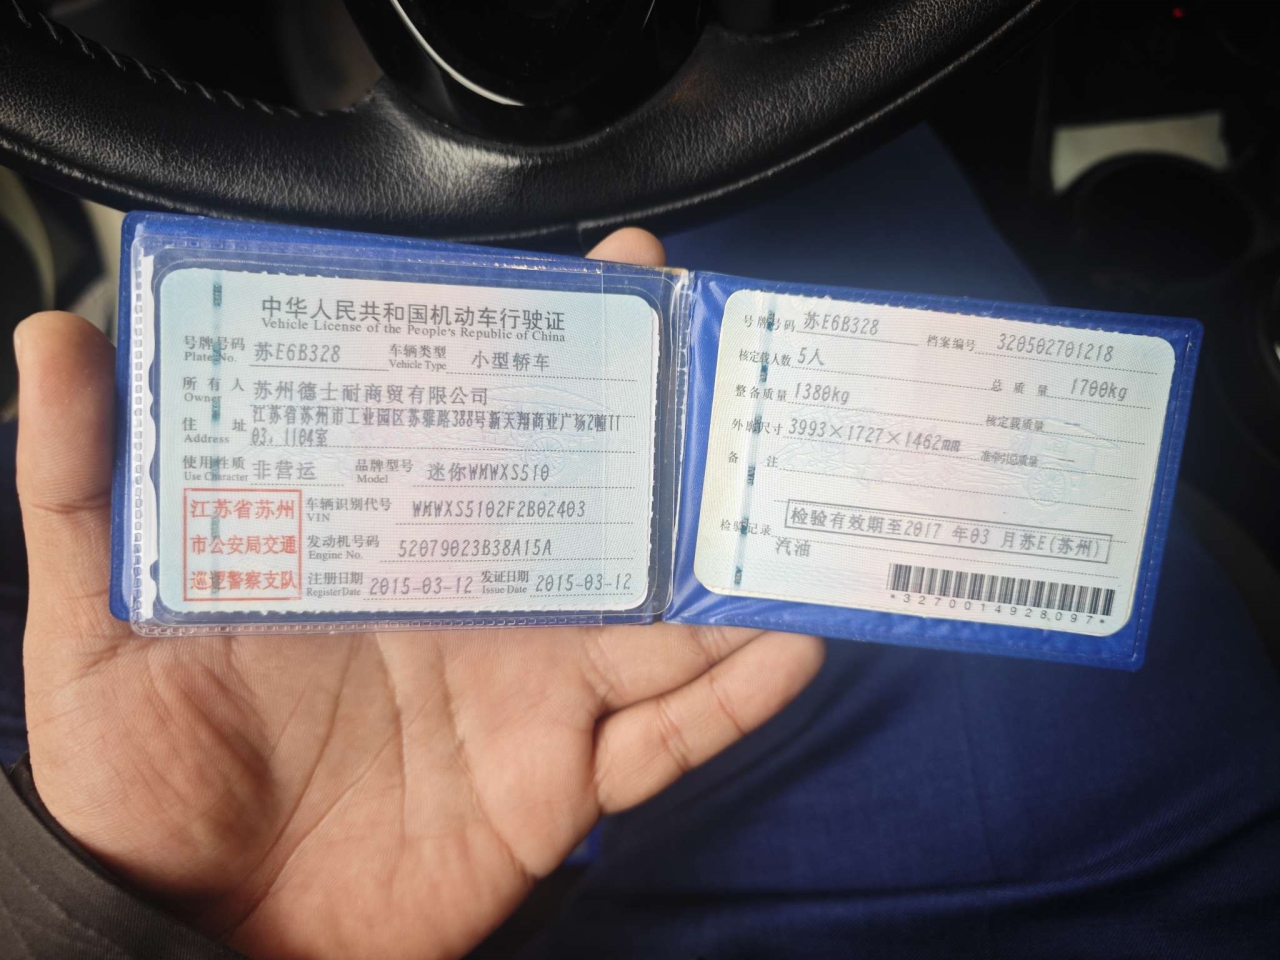 中华人民共和国机动车行驶证
Vehicle License of the People's Republic of China
号牌号码 苏E6B328 车辆类型 小型轿车
Plate No. Vehicle Type
所有人 苏州德士耐商贸有限公司
Owner
住址 江苏省苏州市工业园区苏雅路388号新天翔商业广场2幢11
Address 03、1104室
使用性质 非营运 品牌型号 迷你WMWXS510
Use Character Model
江苏省苏州
市公安局交通
巡逻警察支队
车辆识别代号 WMWXS5102F2B02403
VIN
发动机号码 52079023B38A15A
Engine No.
注册日期 2015-03-12 发证日期 2015-03-12
Register Date Issue Date
号牌号码 苏E6B328 档案编号 320502701218
核定载人数 5人 总质量 1700kg
整备质量 1380kg 核定载质量 —
外廓尺寸 3993×1727×1462mm 准牵引总质量 —
备注
检验记录 检验有效期至2017 年03 月苏E(苏州)
汽油
*3270014928097*